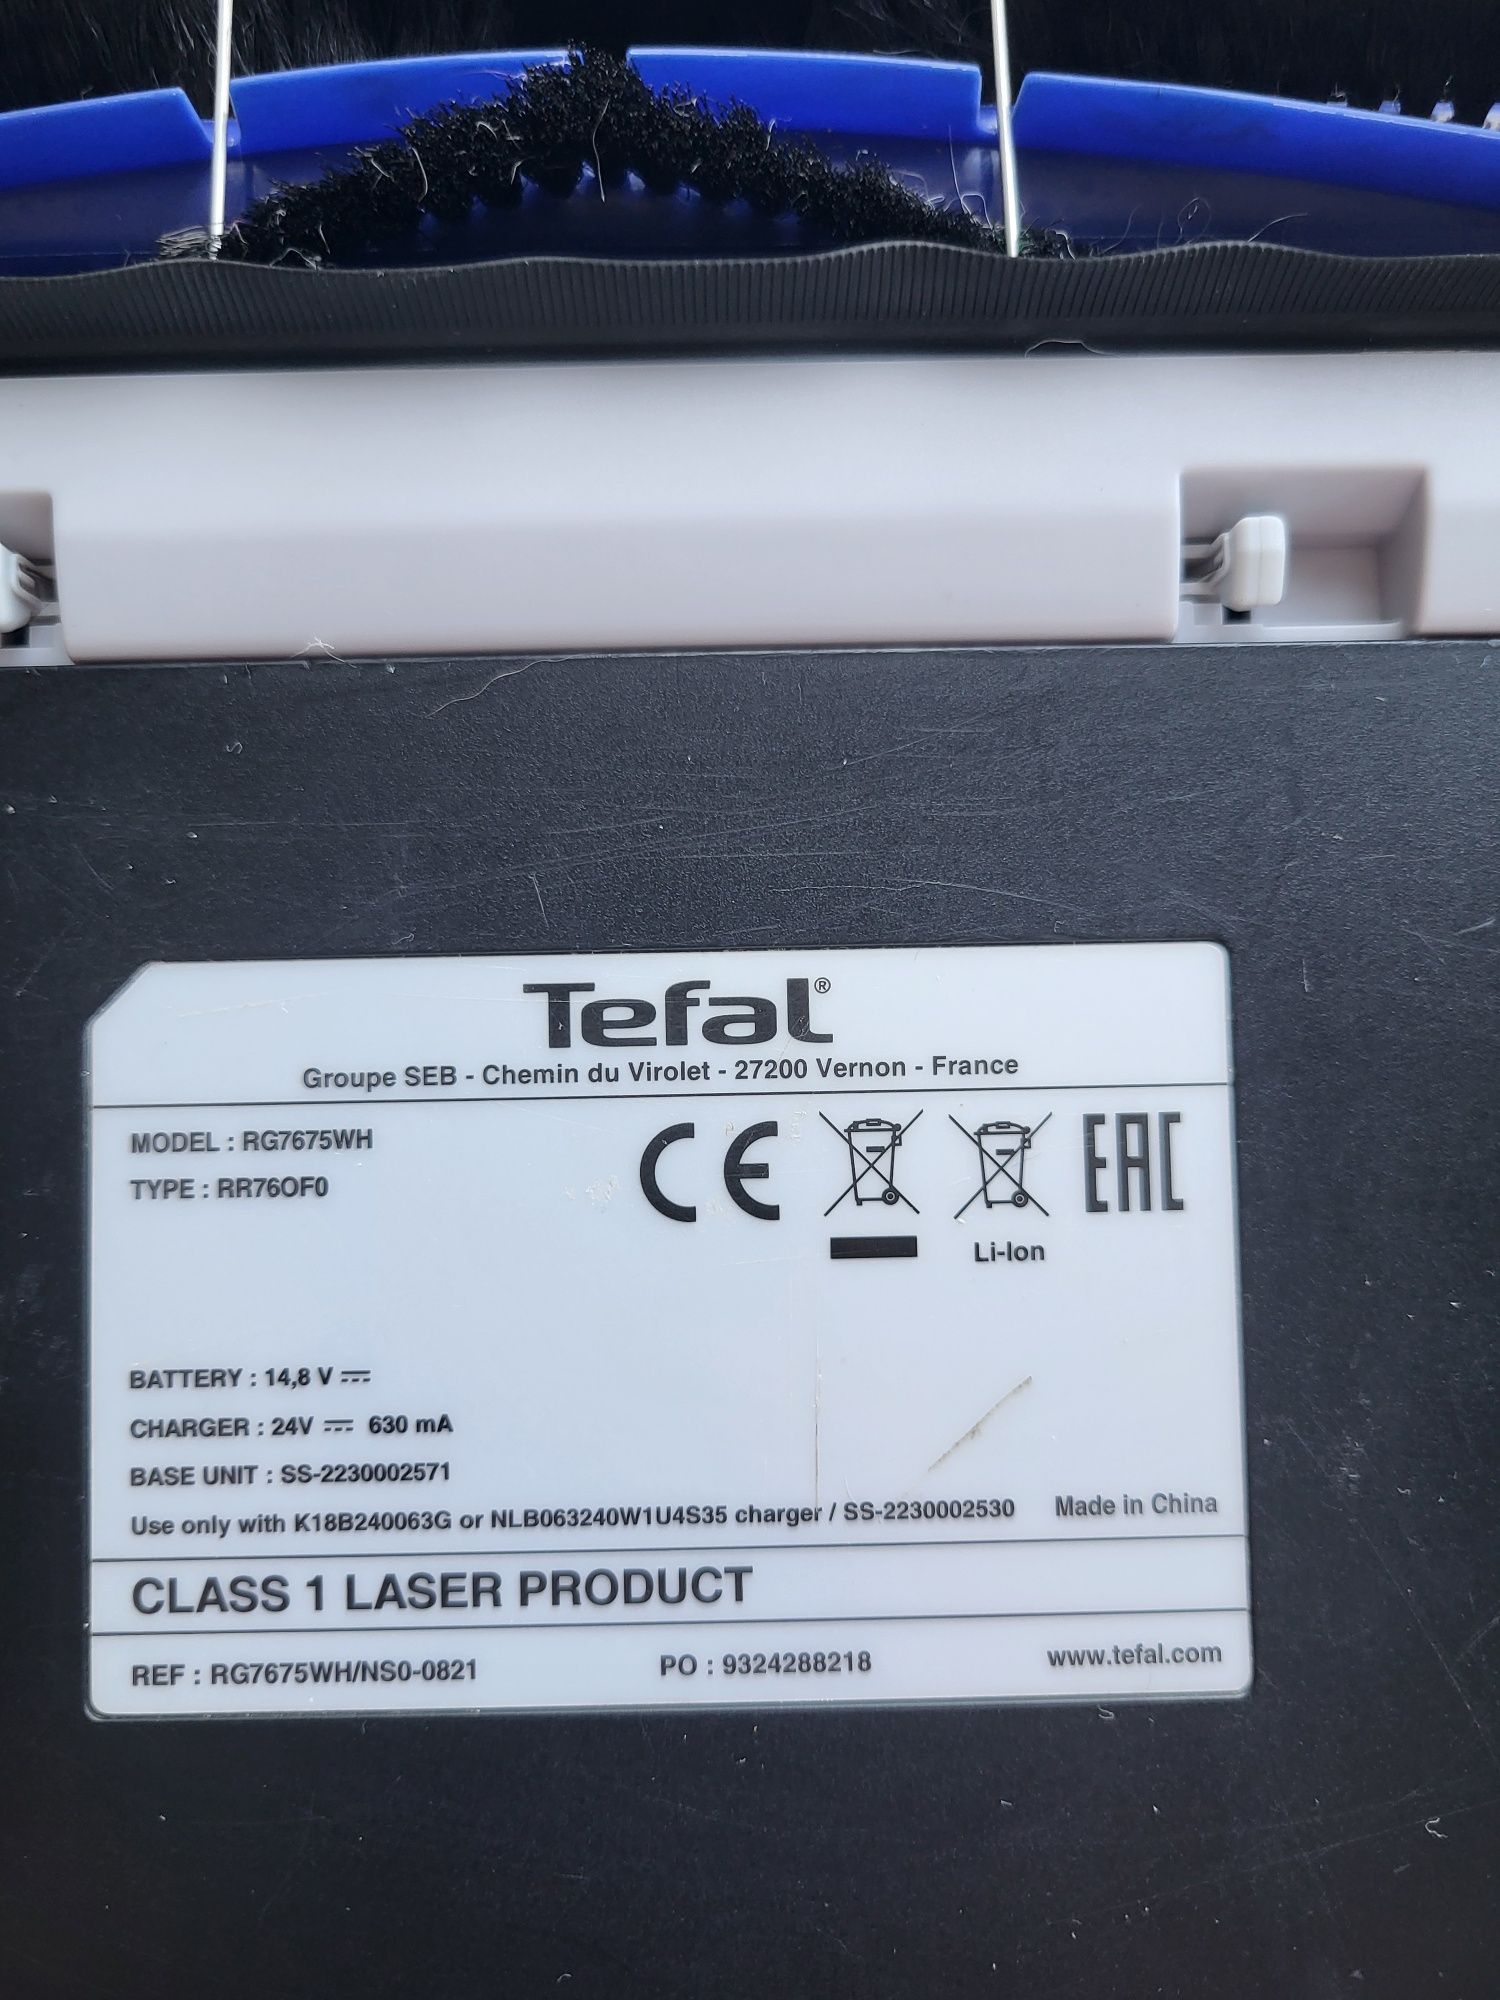 Tefal®
Groupe SEB - Chemin du Virolet - 27200 Vernon - France
MODEL : RG7675WH
TYPE : RR76OF0
CE
EAC
Li-Ion
BATTERY : 14,8 V
CHARGER : 24V 630 mA
BASE UNIT : SS-2230002571
Use only with K18B240063G or NLB063240W1U4S35 charger / SS-2230002530 Made in China
CLASS 1 LASER PRODUCT
REF : RG7675WH/NS0-0821 PO : 9324288218 www.tefal.com